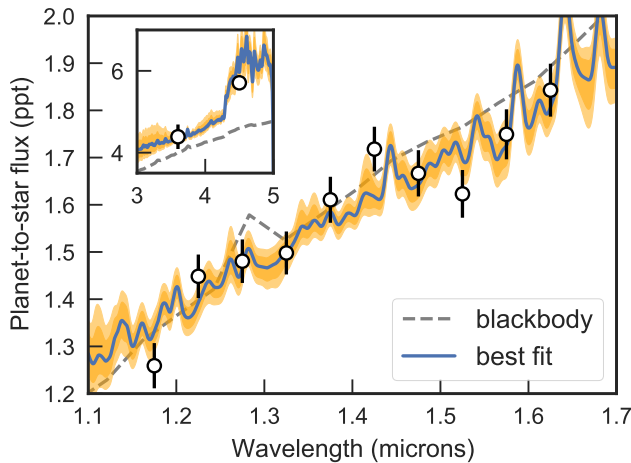 Planet-to-star flux (ppt)
2.0
1.9
1.8
1.7
1.6
1.5
1.4
1.3
1.2
6
4
3 4 5
blackbody
best fit
1.1 1.2 1.3 1.4 1.5 1.6 1.7
Wavelength (microns)